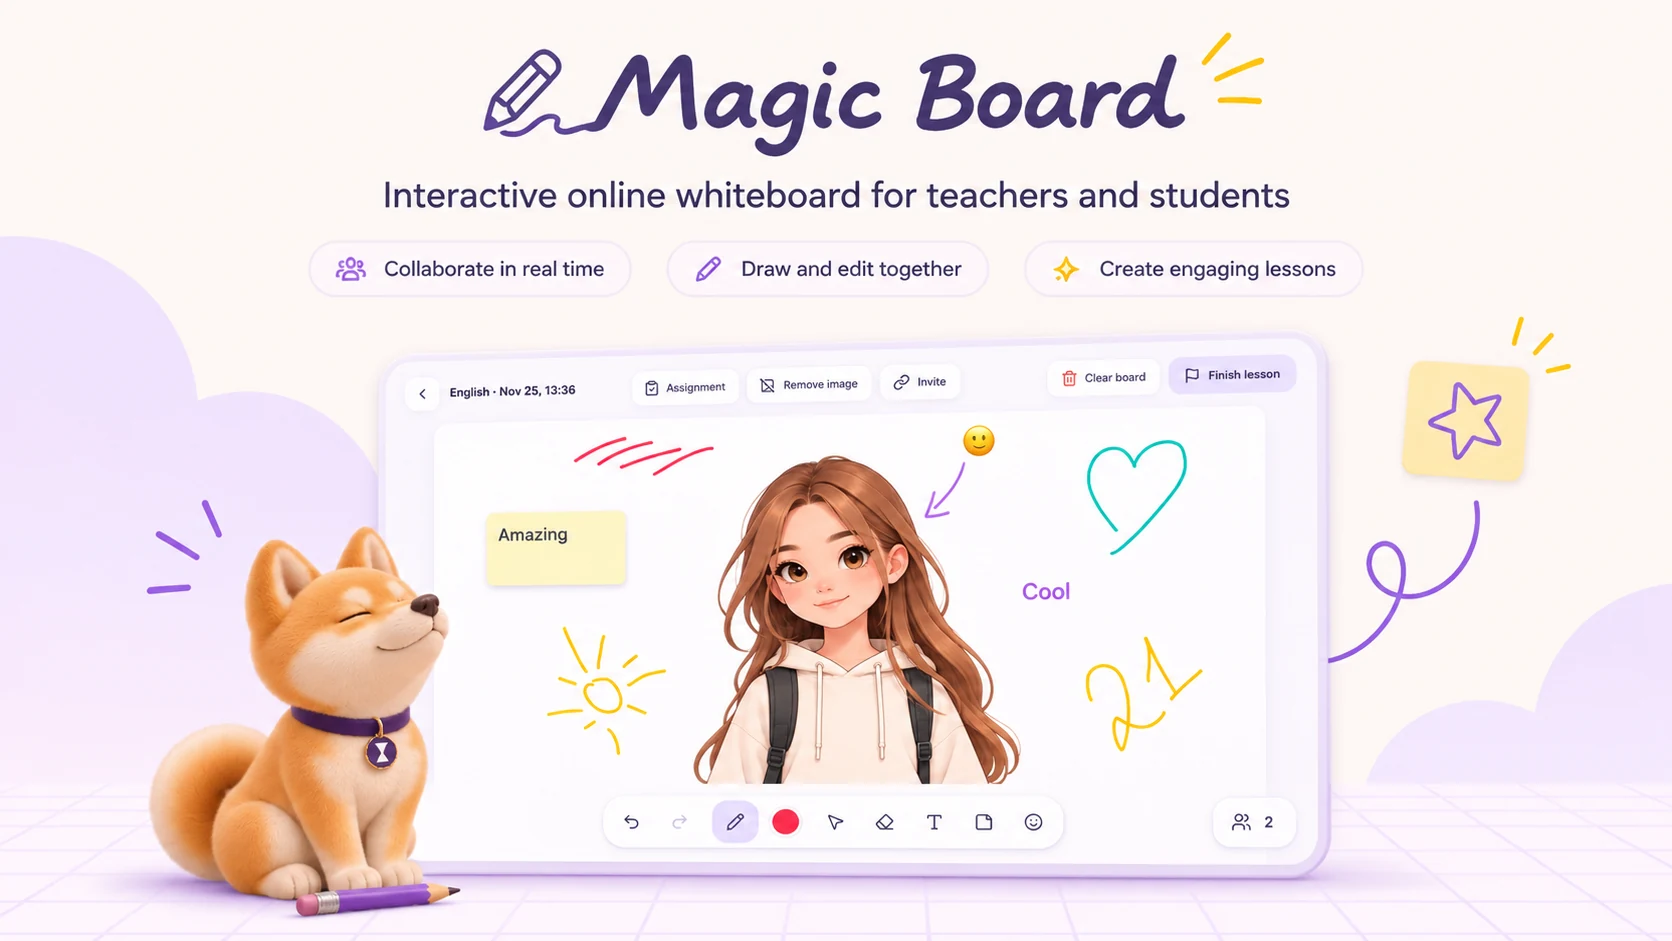 Magic Board
Interactive online whiteboard for teachers and students
Collaborate in real time
Draw and edit together
Create engaging lessons
English · Nov 25, 13:36
Assignment
Remove image
Invite
Clear board
Finish lesson
Amazing
Cool
21
T
2